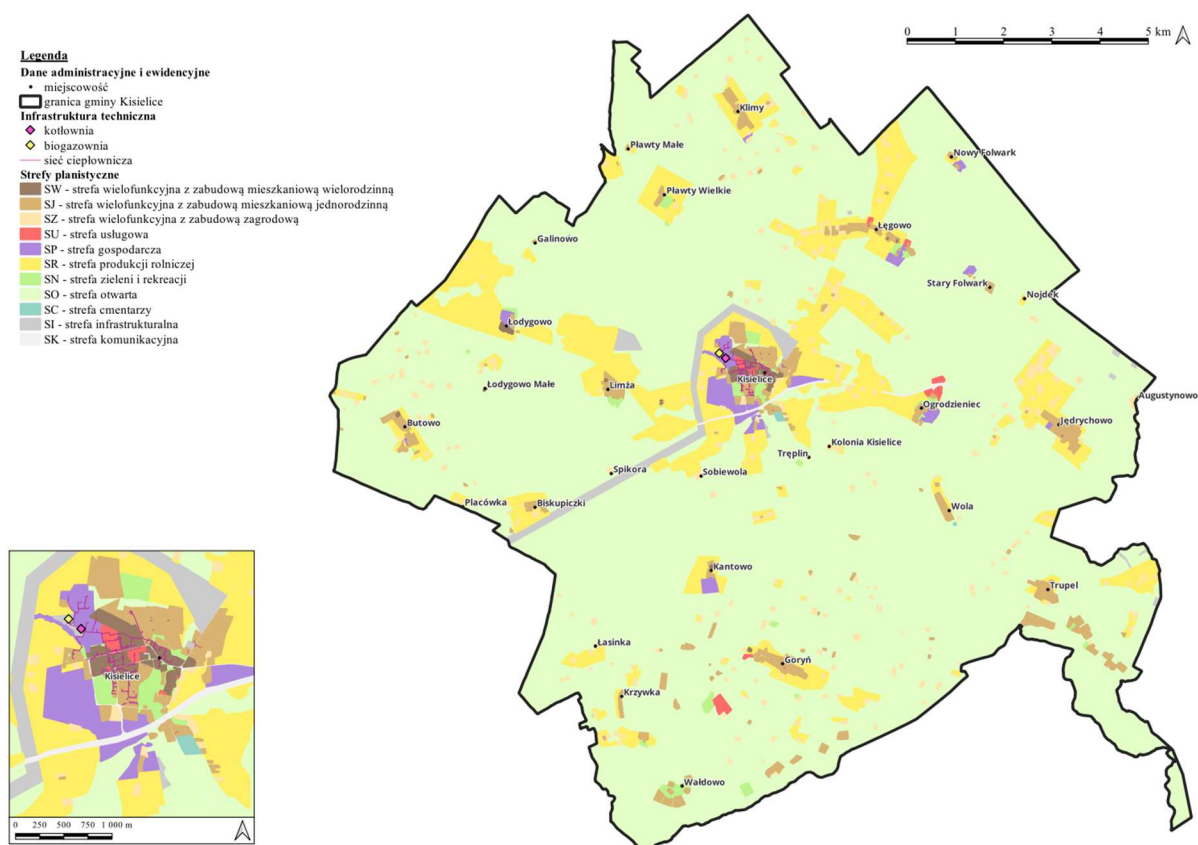 Legenda
Dane administracyjne i ewidencyjne
miejscowość
granica gminy Kisielice
Infrastruktura techniczna
kotłownia
biogazownia
sieć ciepłownicza
Strefy planistyczne
SW - strefa wielofunkcyjna z zabudową mieszkaniową wielorodzinną
SJ - strefa wielofunkcyjna z zabudową mieszkaniową jednorodzinną
SZ - strefa wielofunkcyjna z zabudową zagrodową
SU - strefa usługowa
SP - strefa gospodarcza
SR - strefa produkcji rolniczej
SN - strefa zieleni i rekreacji
SO - strefa otwarta
SC - strefa cmentarzy
SI - strefa infrastrukturalna
SK - strefa komunikacyjna
0 1 2 3 4 5 km
Klimy
Pławty Małe
Nowy Folwark
Pławty Wielkie
Łęgowo
Galinowo
Stary Folwark
Nojdek
Łodygowo
Kisielice
Łodygowo Małe
Limża
Augustynowo
Ogrodzieniec
Butowo
Jędrychowo
Kolonia Kisielice
Tręplin
Spikora
Sobiewola
Placówka
Biskupiczki
Wola
Kantowo
Trupel
Łasinka
Goryń
Krzywka
Wałdowo
Kisielice
0 250 500 750 1 000 m